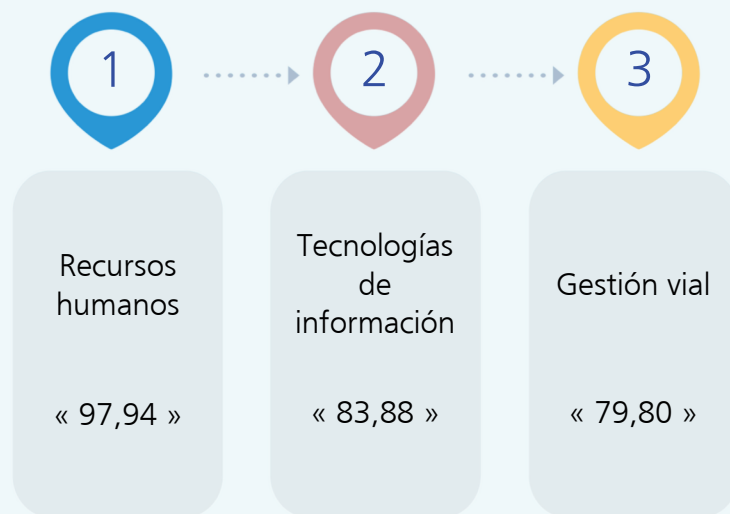 1
2
3
Recursos
humanos
« 97,94 »
Tecnologías
de
información
« 83,88 »
Gestión vial
« 79,80 »